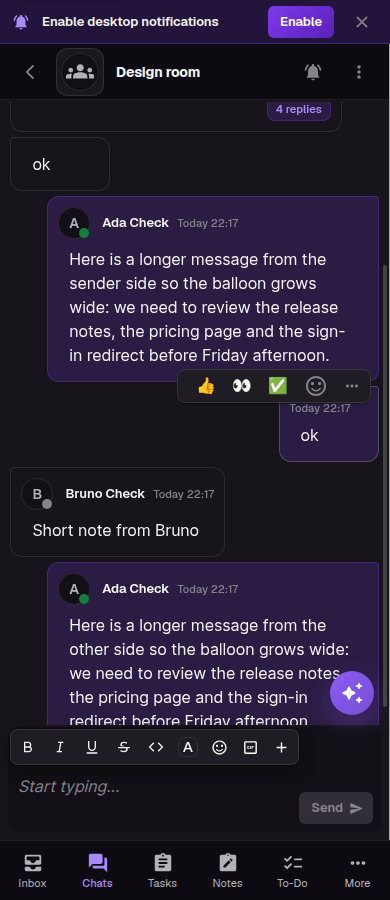 Enable desktop notifications
Enable
Design room
4 replies
ok
A
Ada Check Today 22:17
Here is a longer message from the
sender side so the balloon grows
wide: we need to review the release
notes, the pricing page and the sign-
in redirect before Friday afternoon.
Today 22:17
ok
B
Bruno Check Today 22:17
Short note from Bruno
A
Ada Check Today 22:17
Here is a longer message from the
other side so the balloon grows wide:
we need to review the release notes,
the pricing page and the sign-in
redirect before Friday afternoon
B I U S A GIF
Start typing...
Send
Inbox Chats Tasks Notes To-Do More